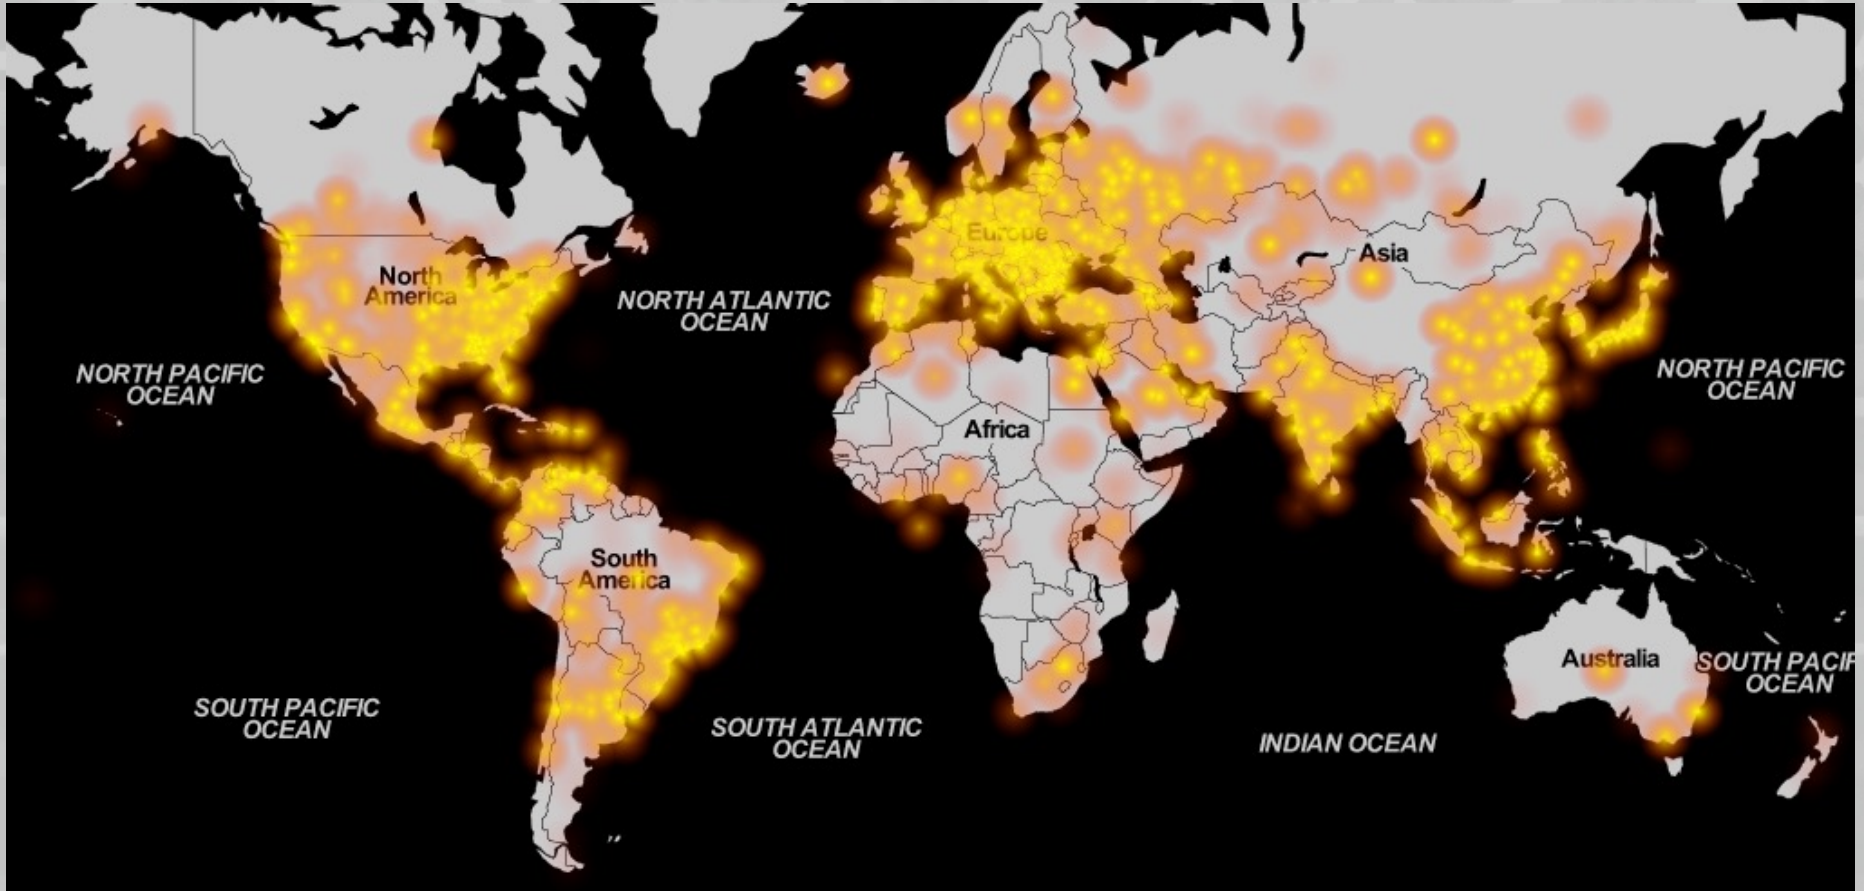 Europe
Asia
North
America
NORTH ATLANTIC
OCEAN
NORTH PACIFIC
OCEAN
NORTH PACIFIC
OCEAN
Africa
South
America
Australia
SOUTH PACIF
OCEAN
SOUTH PACIFIC
OCEAN
SOUTH ATLANTIC
OCEAN
INDIAN OCEAN